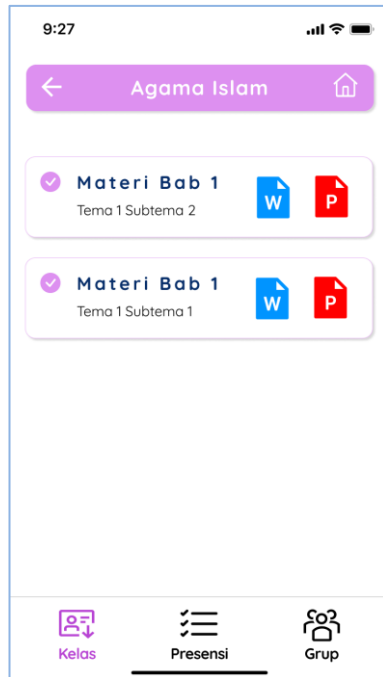 9:27
Agama Islam
Materi Bab 1
Tema 1 Subtema 2
W
P
Materi Bab 1
Tema 1 Subtema 1
W
P
Kelas
Presensi
Grup